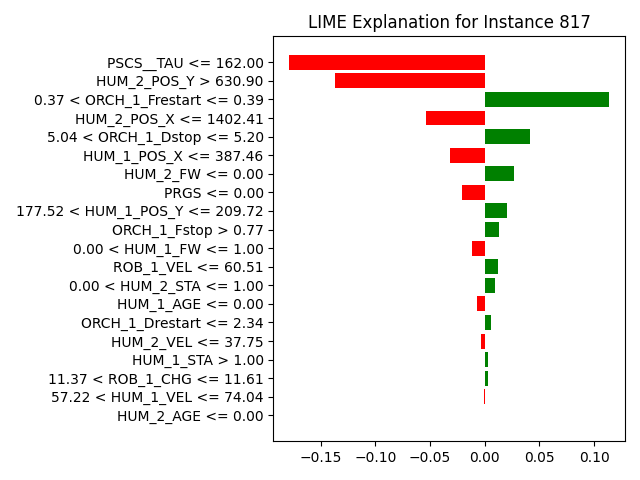 LIME Explanation for Instance 817
PSCS__TAU <= 162.00
HUM_2_POS_Y > 630.90
0.37 < ORCH_1_Frestart <= 0.39
HUM_2_POS_X <= 1402.41
5.04 < ORCH_1_Dstop <= 5.20
HUM_1_POS_X <= 387.46
HUM_2_FW <= 0.00
PRGS <= 0.00
177.52 < HUM_1_POS_Y <= 209.72
ORCH_1_Fstop > 0.77
0.00 < HUM_1_FW <= 1.00
ROB_1_VEL <= 60.51
0.00 < HUM_2_STA <= 1.00
HUM_1_AGE <= 0.00
ORCH_1_Drestart <= 2.34
HUM_2_VEL <= 37.75
HUM_1_STA > 1.00
11.37 < ROB_1_CHG <= 11.61
57.22 < HUM_1_VEL <= 74.04
HUM_2_AGE <= 0.00
−0.15 −0.10 −0.05 0.00 0.05 0.10